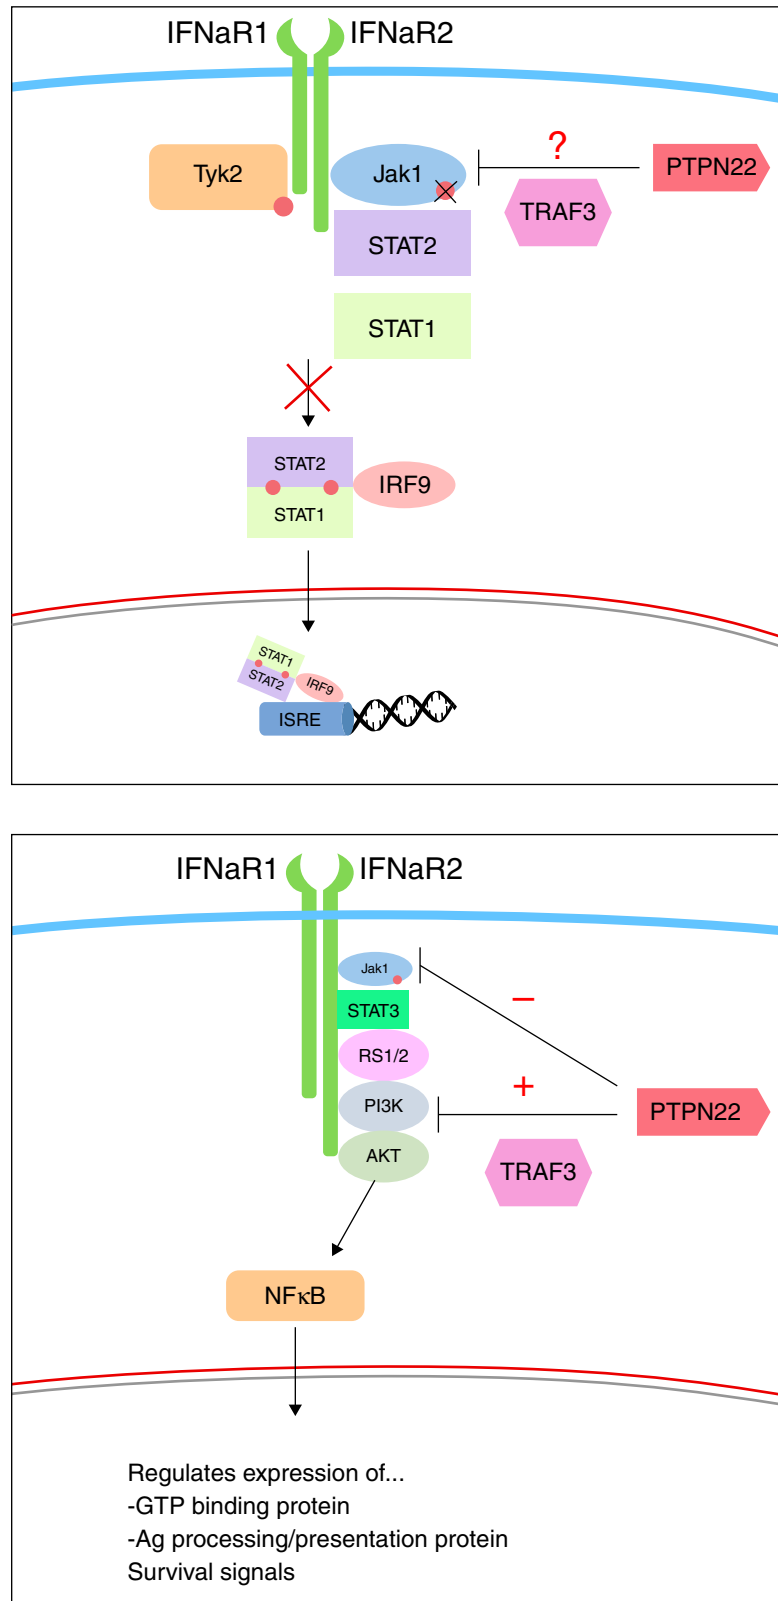 IFNaR1 IFNaR2
?
Tyk2 Jak1 PTPN22
TRAF3
STAT2
STAT1
STAT2
IRF9
STAT1
STAT1
STAT2 IRF9
ISRE
IFNaR1 IFNaR2
Jak1
–
STAT3
RS1/2
+
PI3K PTPN22
AKT TRAF3
NFκB
Regulates expression of...
-GTP binding protein
-Ag processing/presentation protein
Survival signals